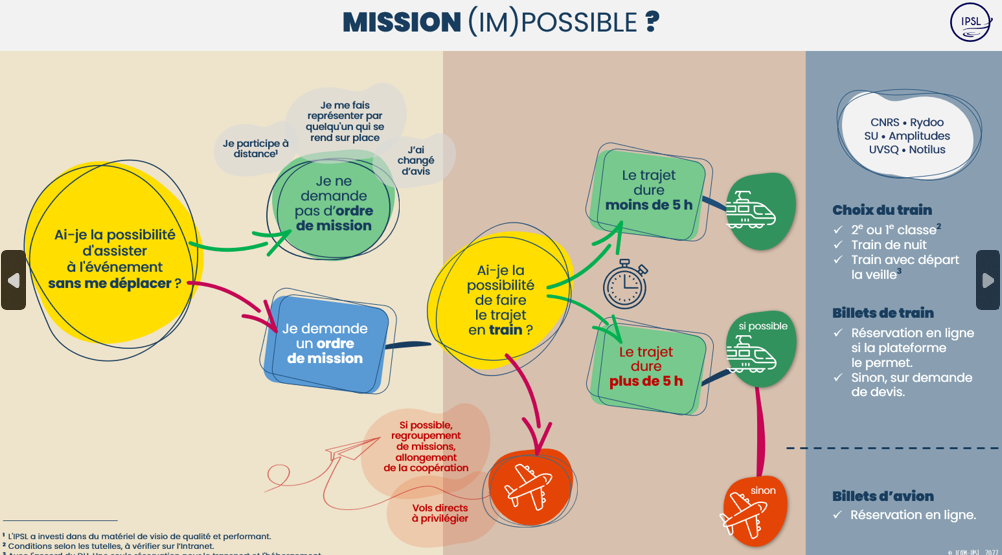 MISSION (IM)POSSIBLE ?
IPSL
Je me fais
représenter par
quelqu'un qui se
rend sur place
Je participe à
distance¹
J'ai
changé
d'avis
Je ne
demande
pas d'ordre
de mission
Ai-je la possibilité
d'assister
à l'événement
sans me déplacer ?
Je demande
un ordre
de mission
Ai-je la
possibilité
de faire
le trajet
en train ?
Le trajet
dure
moins de 5 h
Le trajet
dure
plus de 5 h
si possible
sinon
Si possible,
regroupement
de missions,
allongement
de la coopération
Vols directs
à privilégier
CNRS • Rydoo
SU • Amplitudes
UVSQ • Notilus
Choix du train
✓ 2ᵉ ou 1ᵉ classe²
✓ Train de nuit
✓ Train avec départ
la veille³
Billets de train
✓ Réservation en ligne
si la plateforme
le permet.
✓ Sinon, sur demande
de devis.
Billets d'avion
✓ Réservation en ligne.
¹ L'IPSL a investi dans du matériel de visio de qualité et performant.
² Conditions selon les tutelles, à vérifier sur l'Intranet.